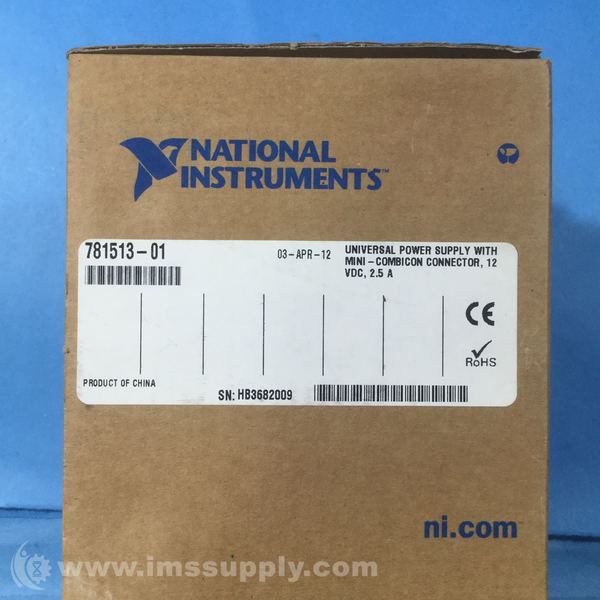 NATIONAL
INSTRUMENTS™
781513-01
03-APR-12
UNIVERSAL POWER SUPPLY WITH
MINI-COMBICON CONNECTOR, 12
VDC, 2.5 A
CE
RoHS
PRODUCT OF CHINA
SN: HB3682009
ni.com
www.imssupply.com